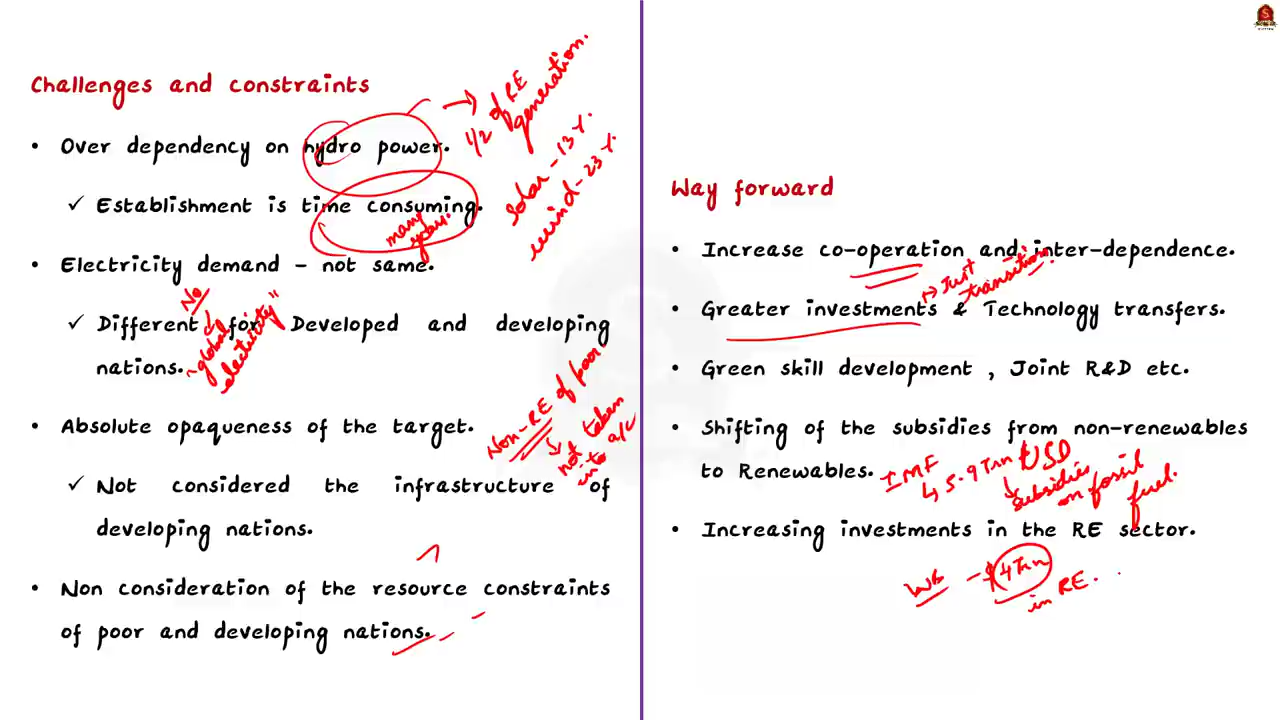 Challenges and constraints
• Over dependency on hydro power.
→ 1/2 of RE
generation.
solar - 13 %.
wind - 23 %.
✓ Establishment is time consuming.
many
years.
• Electricity demand - not same.
No
✓ Different for Developed and developing
nations.
"global
electricity"
• Absolute opaqueness of the target.
Non-RE of poor
not taken
into a/c
✓ Not considered the infrastructure of
developing nations.
• Non consideration of the resource constraints
of poor and developing nations.
Way forward
• Increase co-operation and inter-dependence.
→ Just
transition.
• Greater investments & Technology transfers.
• Green skill development , Joint R&D etc.
• Shifting of the subsidies from non-renewables
to Renewables.
IMF
↳ 5.9 Trn USD
subsidies
on fossil
fuel.
• Increasing investments in the RE sector.
WB - $4 Trn
in RE.